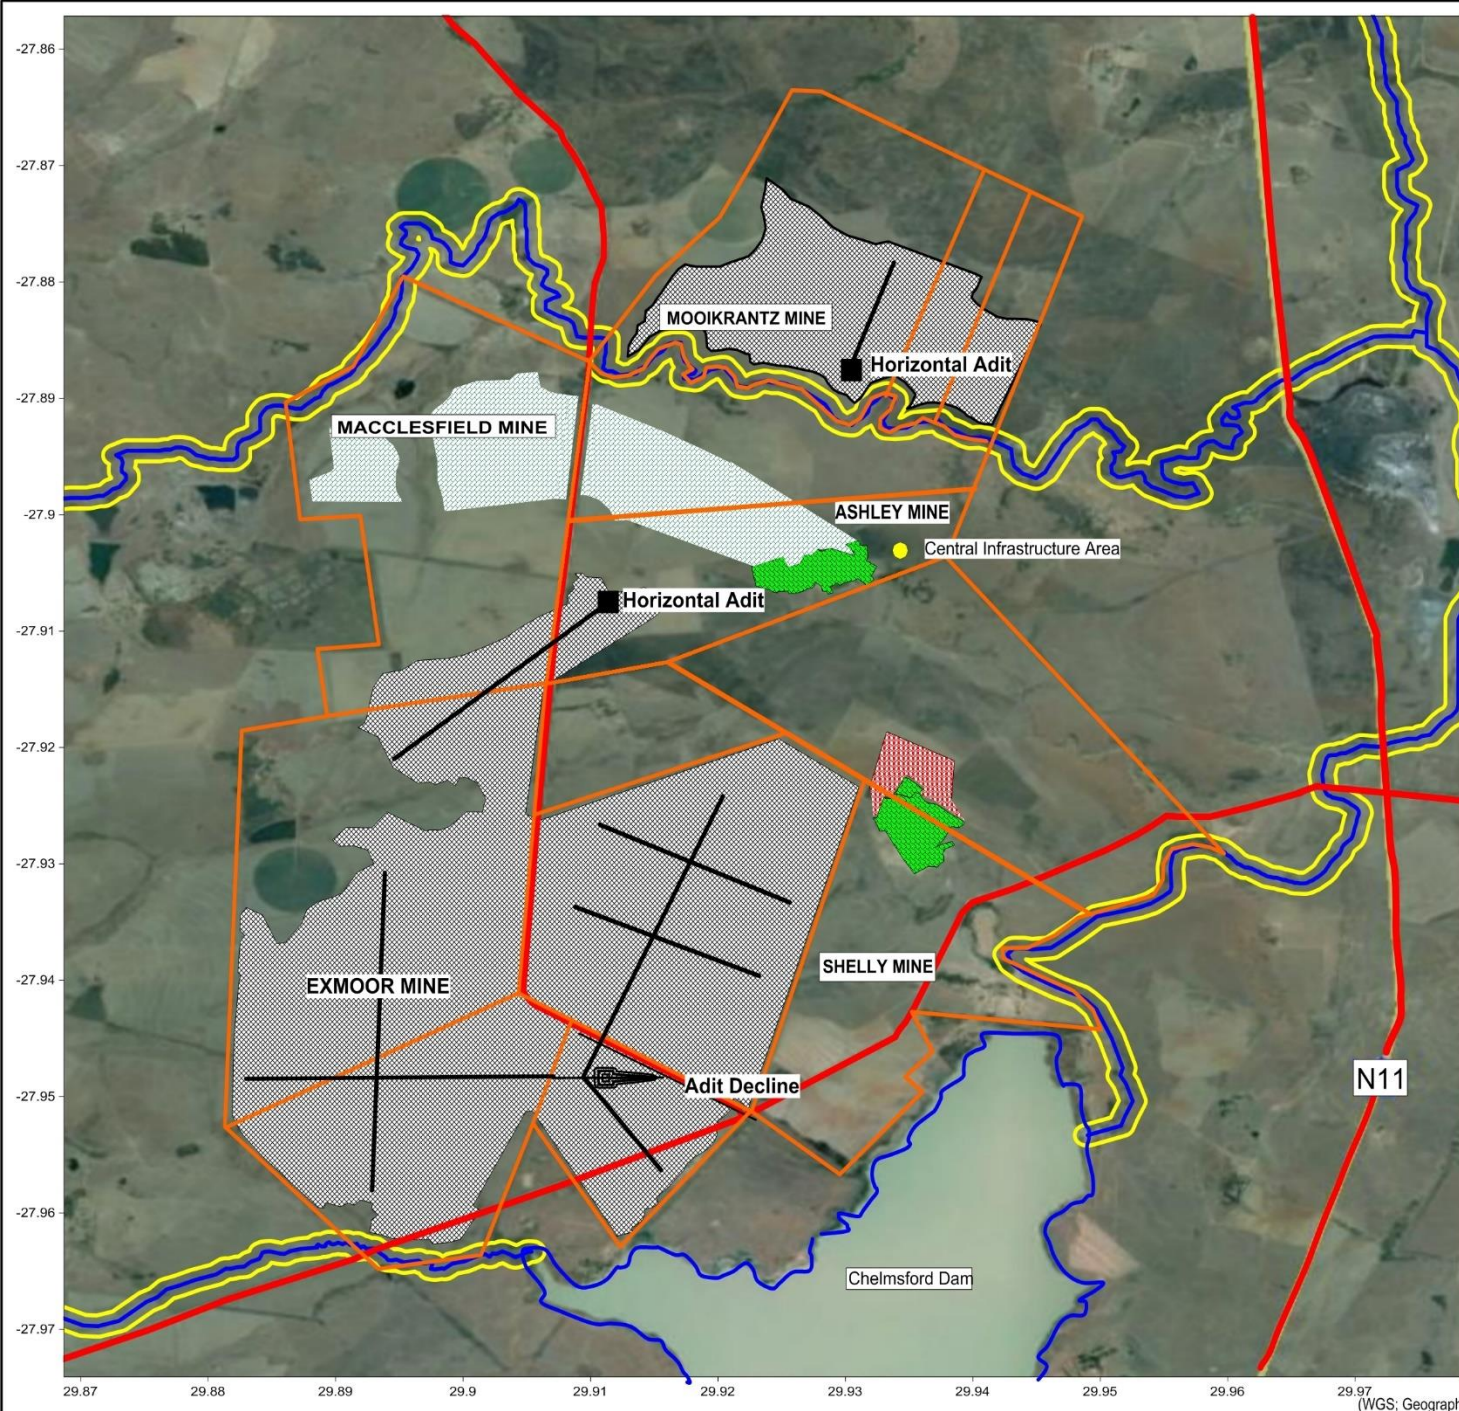 -27.86
-27.87
-27.88
MOOIKRANTZ MINE
Horizontal Adit
-27.89
MACCLESFIELD MINE
-27.9
ASHLEY MINE
Central Infrastructure Area
Horizontal Adit
-27.91
-27.92
-27.93
SHELLY MINE
-27.94
EXMOOR MINE
N11
Adit Decline
-27.95
-27.96
Chelmsford Dam
-27.97
29.87 29.88 29.89 29.9 29.91 29.92 29.93 29.94 29.95 29.96 29.97
(WGS; Geograph